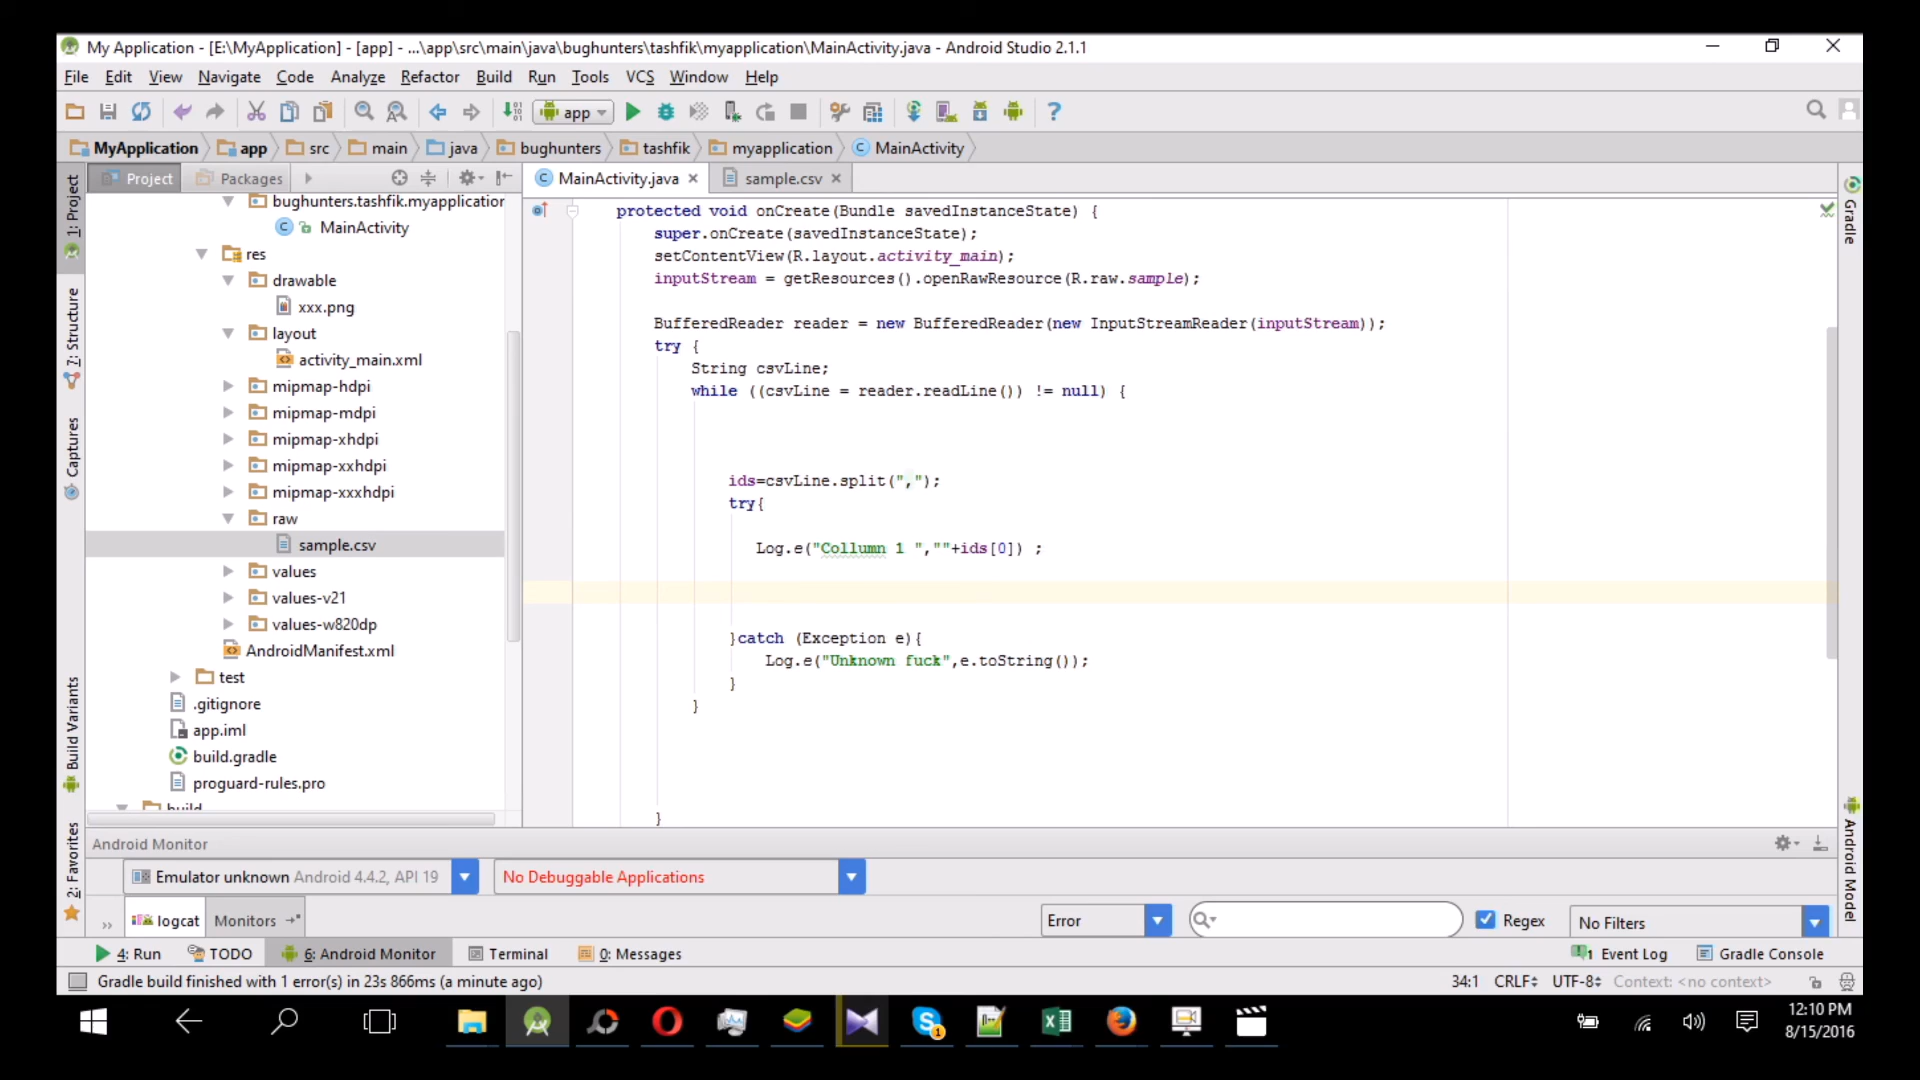 My Application - [E:\MyApplication] - [app] - ...\app\src\main\java\bughunters\tashfik\myapplication\MainActivity.java - Android Studio 2.1.1
File Edit View Navigate Code Analyze Refactor Build Run Tools VCS Window Help
app
MyApplication app src main java bughunters tashfik myapplication MainActivity
Project Packages
MainActivity.java sample.csv
bughunters.tashfik.myapplication
MainActivity
res
drawable
xxx.png
layout
activity_main.xml
mipmap-hdpi
mipmap-mdpi
mipmap-xhdpi
mipmap-xxhdpi
mipmap-xxxhdpi
raw
sample.csv
values
values-v21
values-w820dp
AndroidManifest.xml
test
.gitignore
app.iml
build.gradle
proguard-rules.pro
build
1: Project
7: Structure
Captures
Build Variants
2: Favorites
protected void onCreate(Bundle savedInstanceState) {
super.onCreate(savedInstanceState);
setContentView(R.layout.activity_main);
inputStream = getResources().openRawResource(R.raw.sample);
BufferedReader reader = new BufferedReader(new InputStreamReader(inputStream));
try {
String csvLine;
while ((csvLine = reader.readLine()) != null) {
ids=csvLine.split(",");
try{
Log.e("Collumn 1 ",""+ids[0]) ;
}catch (Exception e){
Log.e("Unknown fuck",e.toString());
}
}
}
Gradle
Android Model
Android Monitor
Emulator unknown Android 4.4.2, API 19
No Debuggable Applications
logcat Monitors
Error
Regex
No Filters
4: Run TODO 6: Android Monitor Terminal 0: Messages
1 Event Log Gradle Console
Gradle build finished with 1 error(s) in 23s 866ms (a minute ago)
34:1 CRLF UTF-8 Context: <no context>
12:10 PM
8/15/2016